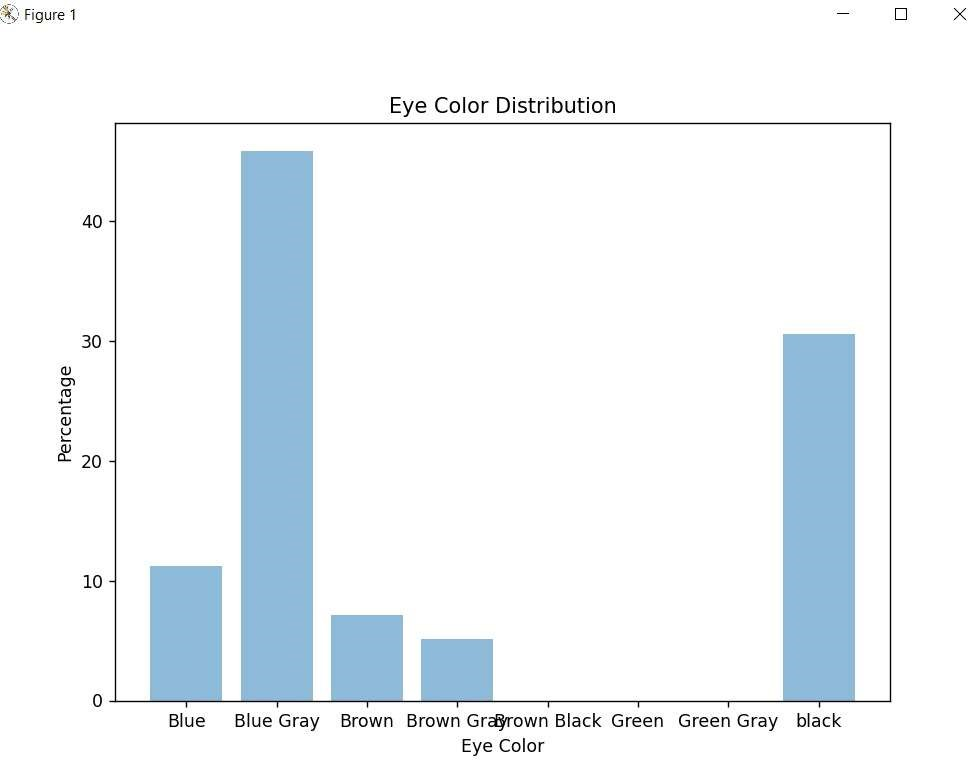 Figure 1
Eye Color Distribution
Percentage
40
30
20
10
0
Blue Blue Gray Brown Brown Gray Brown Black Green Green Gray black
Eye Color